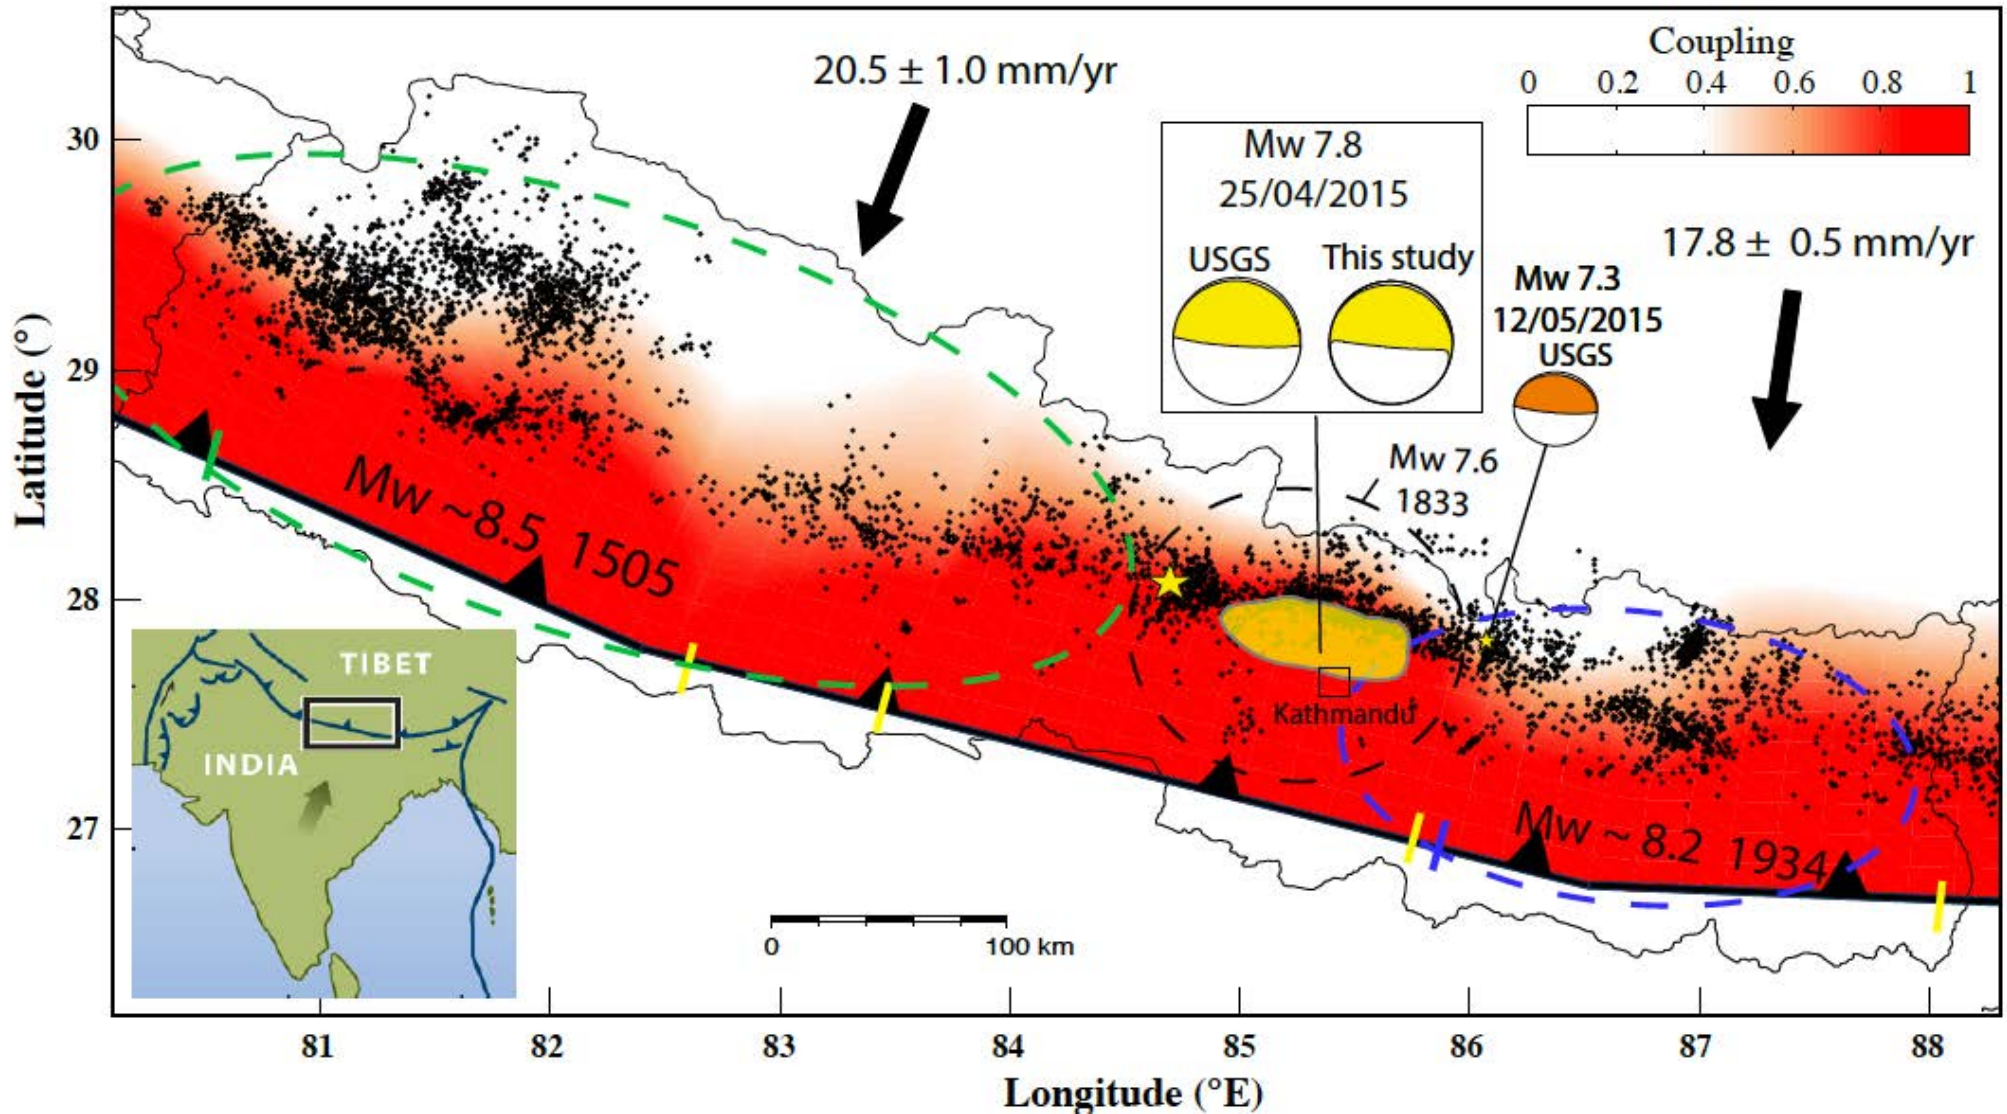 20.5 ± 1.0 mm/yr
Coupling
0 0.2 0.4 0.6 0.8 1
Mw 7.8
25/04/2015
USGS This study
Mw 7.3
12/05/2015
USGS
17.8 ± 0.5 mm/yr
Mw 7.6
1833
Mw ~8.5 1505
Kathmandu
Mw ~ 8.2 1934
TIBET
INDIA
0 100 km
30
29
28
27
Latitude (°)
81 82 83 84 85 86 87 88
Longitude (°E)